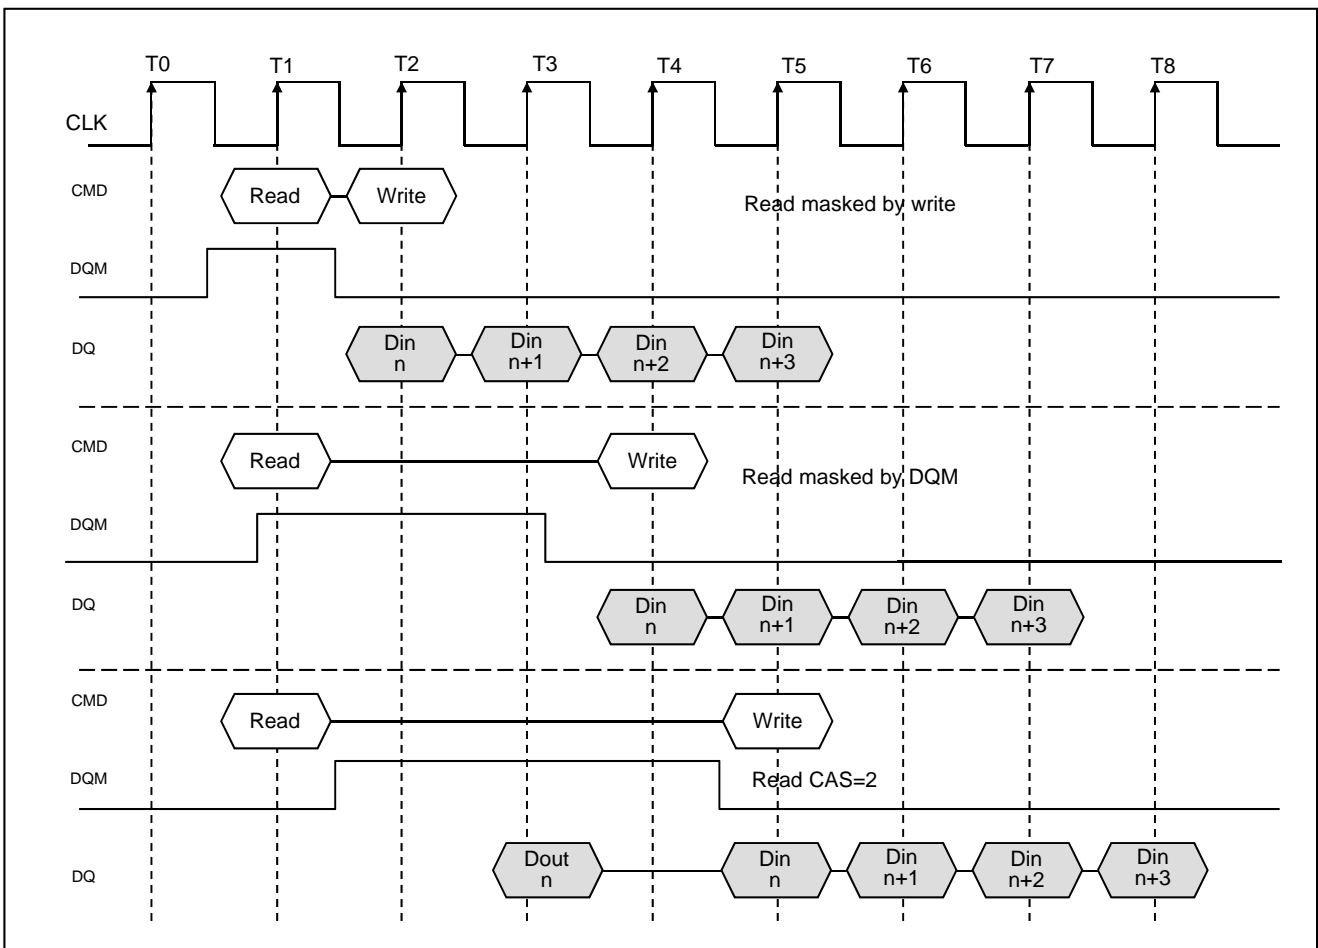 T0 T1 T2 T3 T4 T5 T6 T7 T8
CLK
CMD Read Write Read masked by write
DQM
DQ
Din n Din n+1 Din n+2 Din n+3
CMD Read Write Read masked by DQM
DQM
DQ
Din n Din n+1 Din n+2 Din n+3
CMD Read Write
DQM Read CAS=2
DQ
Dout n Din n Din n+1 Din n+2 Din n+3